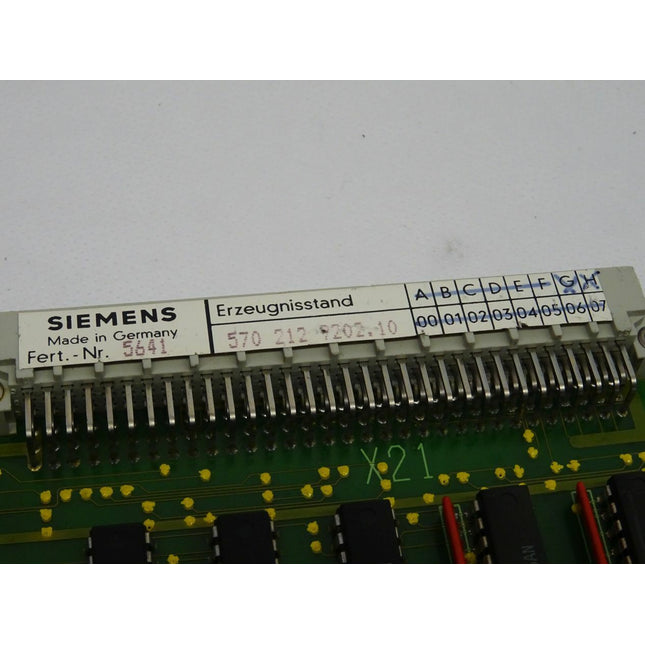 SIEMENS
Made in Germany
Fert.-Nr. 5641
Erzeugnisstand
570 212 9202.10
A B C D E F G H
00 01 02 03 04 05 06 07
X21
AN